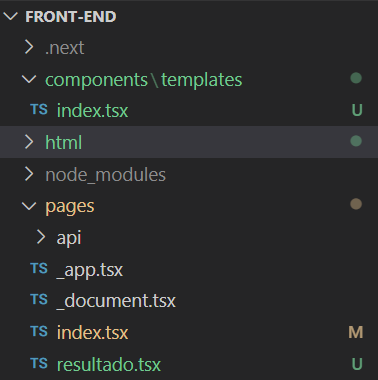 FRONT-END
.next
components\templates
TS index.tsx U
html
node_modules
pages
api
TS _app.tsx
TS _document.tsx
TS index.tsx M
TS resultado.tsx U